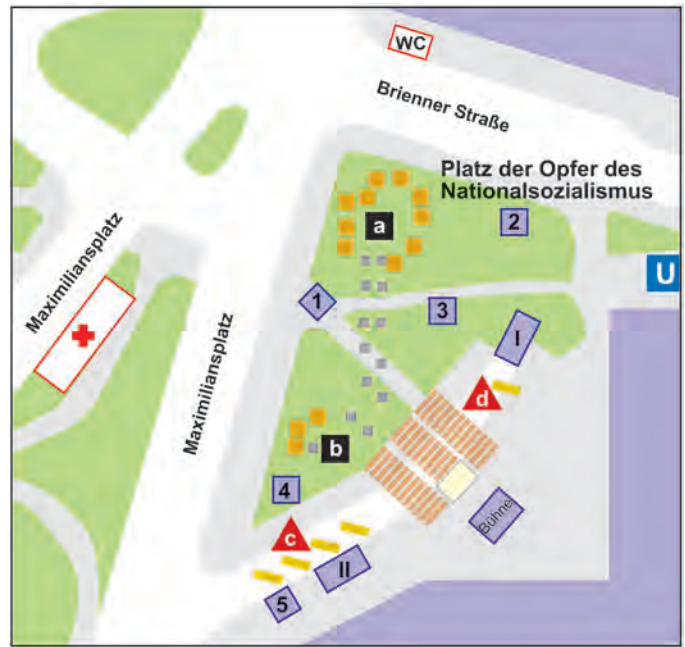 WC
Brienner Straße
Platz der Opfer des
Nationalsozialismus
a
2
U
Maximiliansplatz
1
3
I
Maximiliansplatz
d
b
4
Bühne
c
II
5